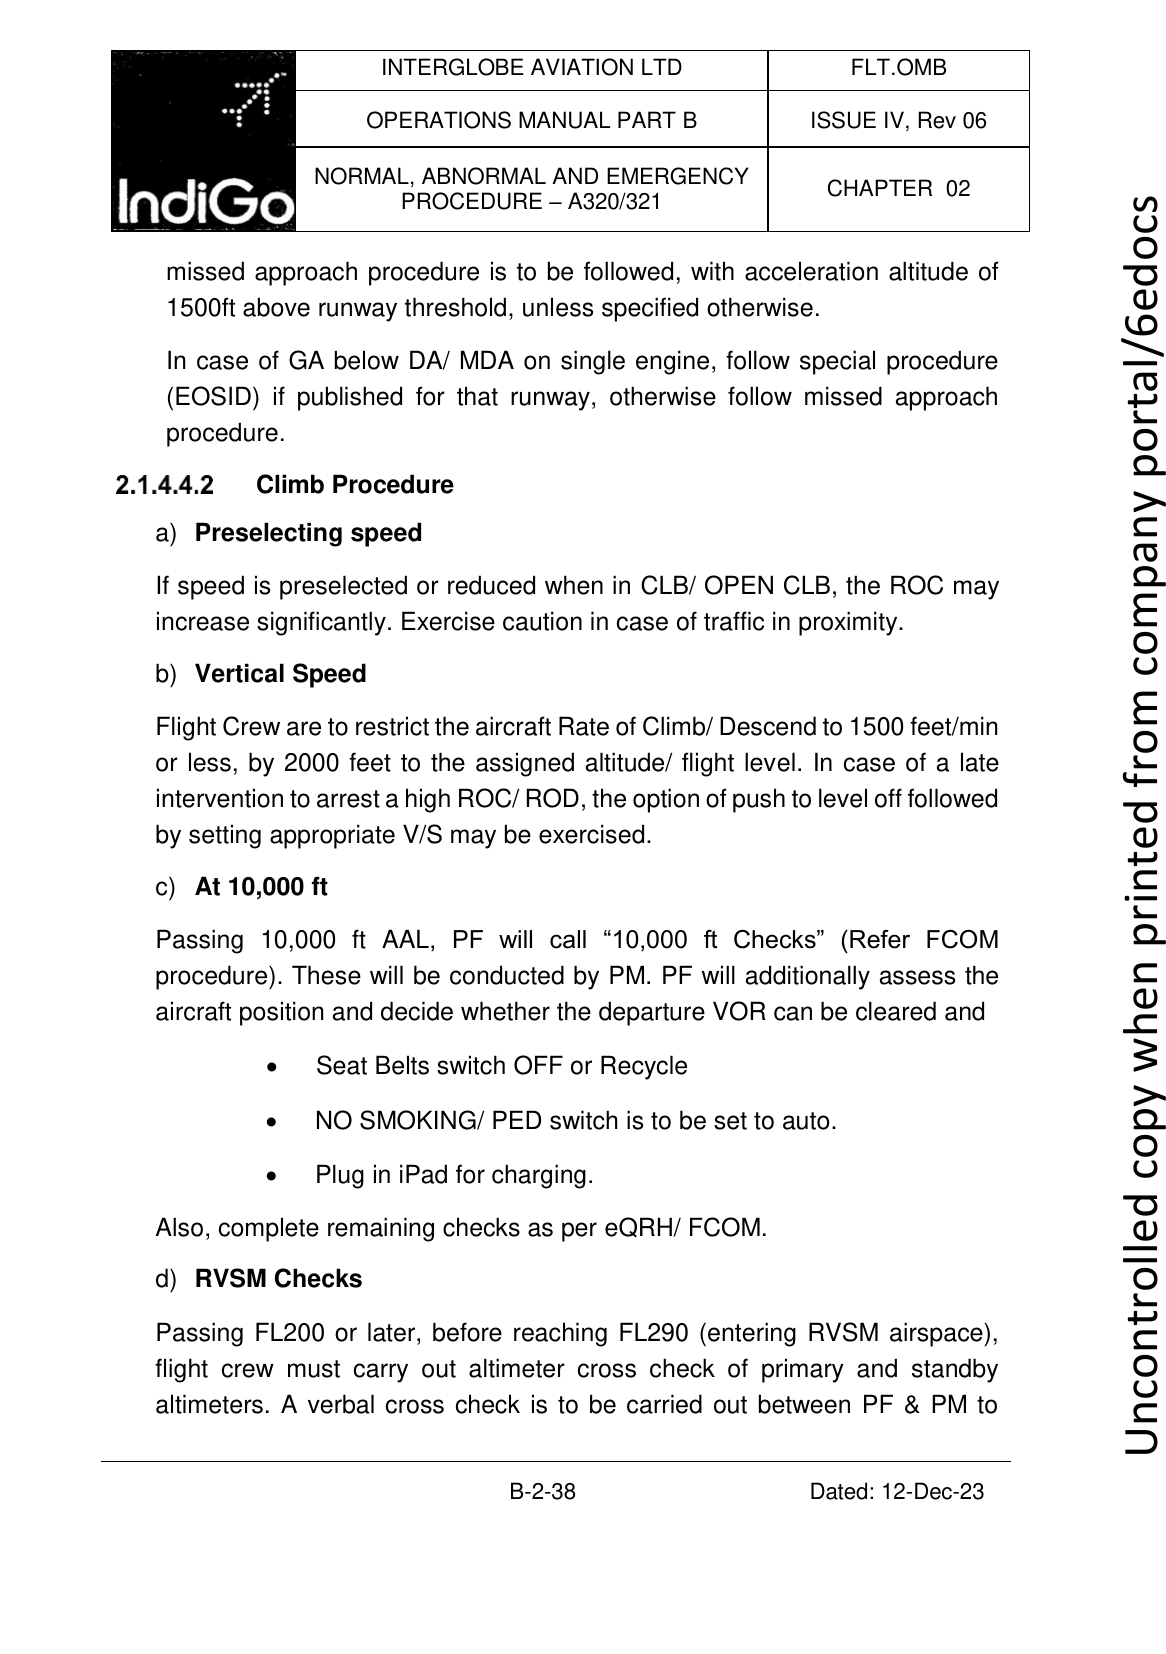 IndiGo
INTERGLOBE AVIATION LTD
FLT.OMB
OPERATIONS MANUAL PART B
ISSUE IV, Rev 06
NORMAL, ABNORMAL AND EMERGENCY
PROCEDURE – A320/321
CHAPTER 02
missed approach procedure is to be followed, with acceleration altitude of
1500ft above runway threshold, unless specified otherwise.
In case of GA below DA/ MDA on single engine, follow special procedure
(EOSID) if published for that runway, otherwise follow missed approach
procedure.
2.1.4.4.2 Climb Procedure
a) Preselecting speed
If speed is preselected or reduced when in CLB/ OPEN CLB, the ROC may
increase significantly. Exercise caution in case of traffic in proximity.
b) Vertical Speed
Flight Crew are to restrict the aircraft Rate of Climb/ Descend to 1500 feet/min
or less, by 2000 feet to the assigned altitude/ flight level. In case of a late
intervention to arrest a high ROC/ ROD, the option of push to level off followed
by setting appropriate V/S may be exercised.
c) At 10,000 ft
Passing 10,000 ft AAL, PF will call “10,000 ft Checks” (Refer FCOM
procedure). These will be conducted by PM. PF will additionally assess the
aircraft position and decide whether the departure VOR can be cleared and
• Seat Belts switch OFF or Recycle
• NO SMOKING/ PED switch is to be set to auto.
• Plug in iPad for charging.
Also, complete remaining checks as per eQRH/ FCOM.
d) RVSM Checks
Passing FL200 or later, before reaching FL290 (entering RVSM airspace),
flight crew must carry out altimeter cross check of primary and standby
altimeters. A verbal cross check is to be carried out between PF & PM to
B-2-38
Dated: 12-Dec-23
Uncontrolled copy when printed from company portal/6edocs